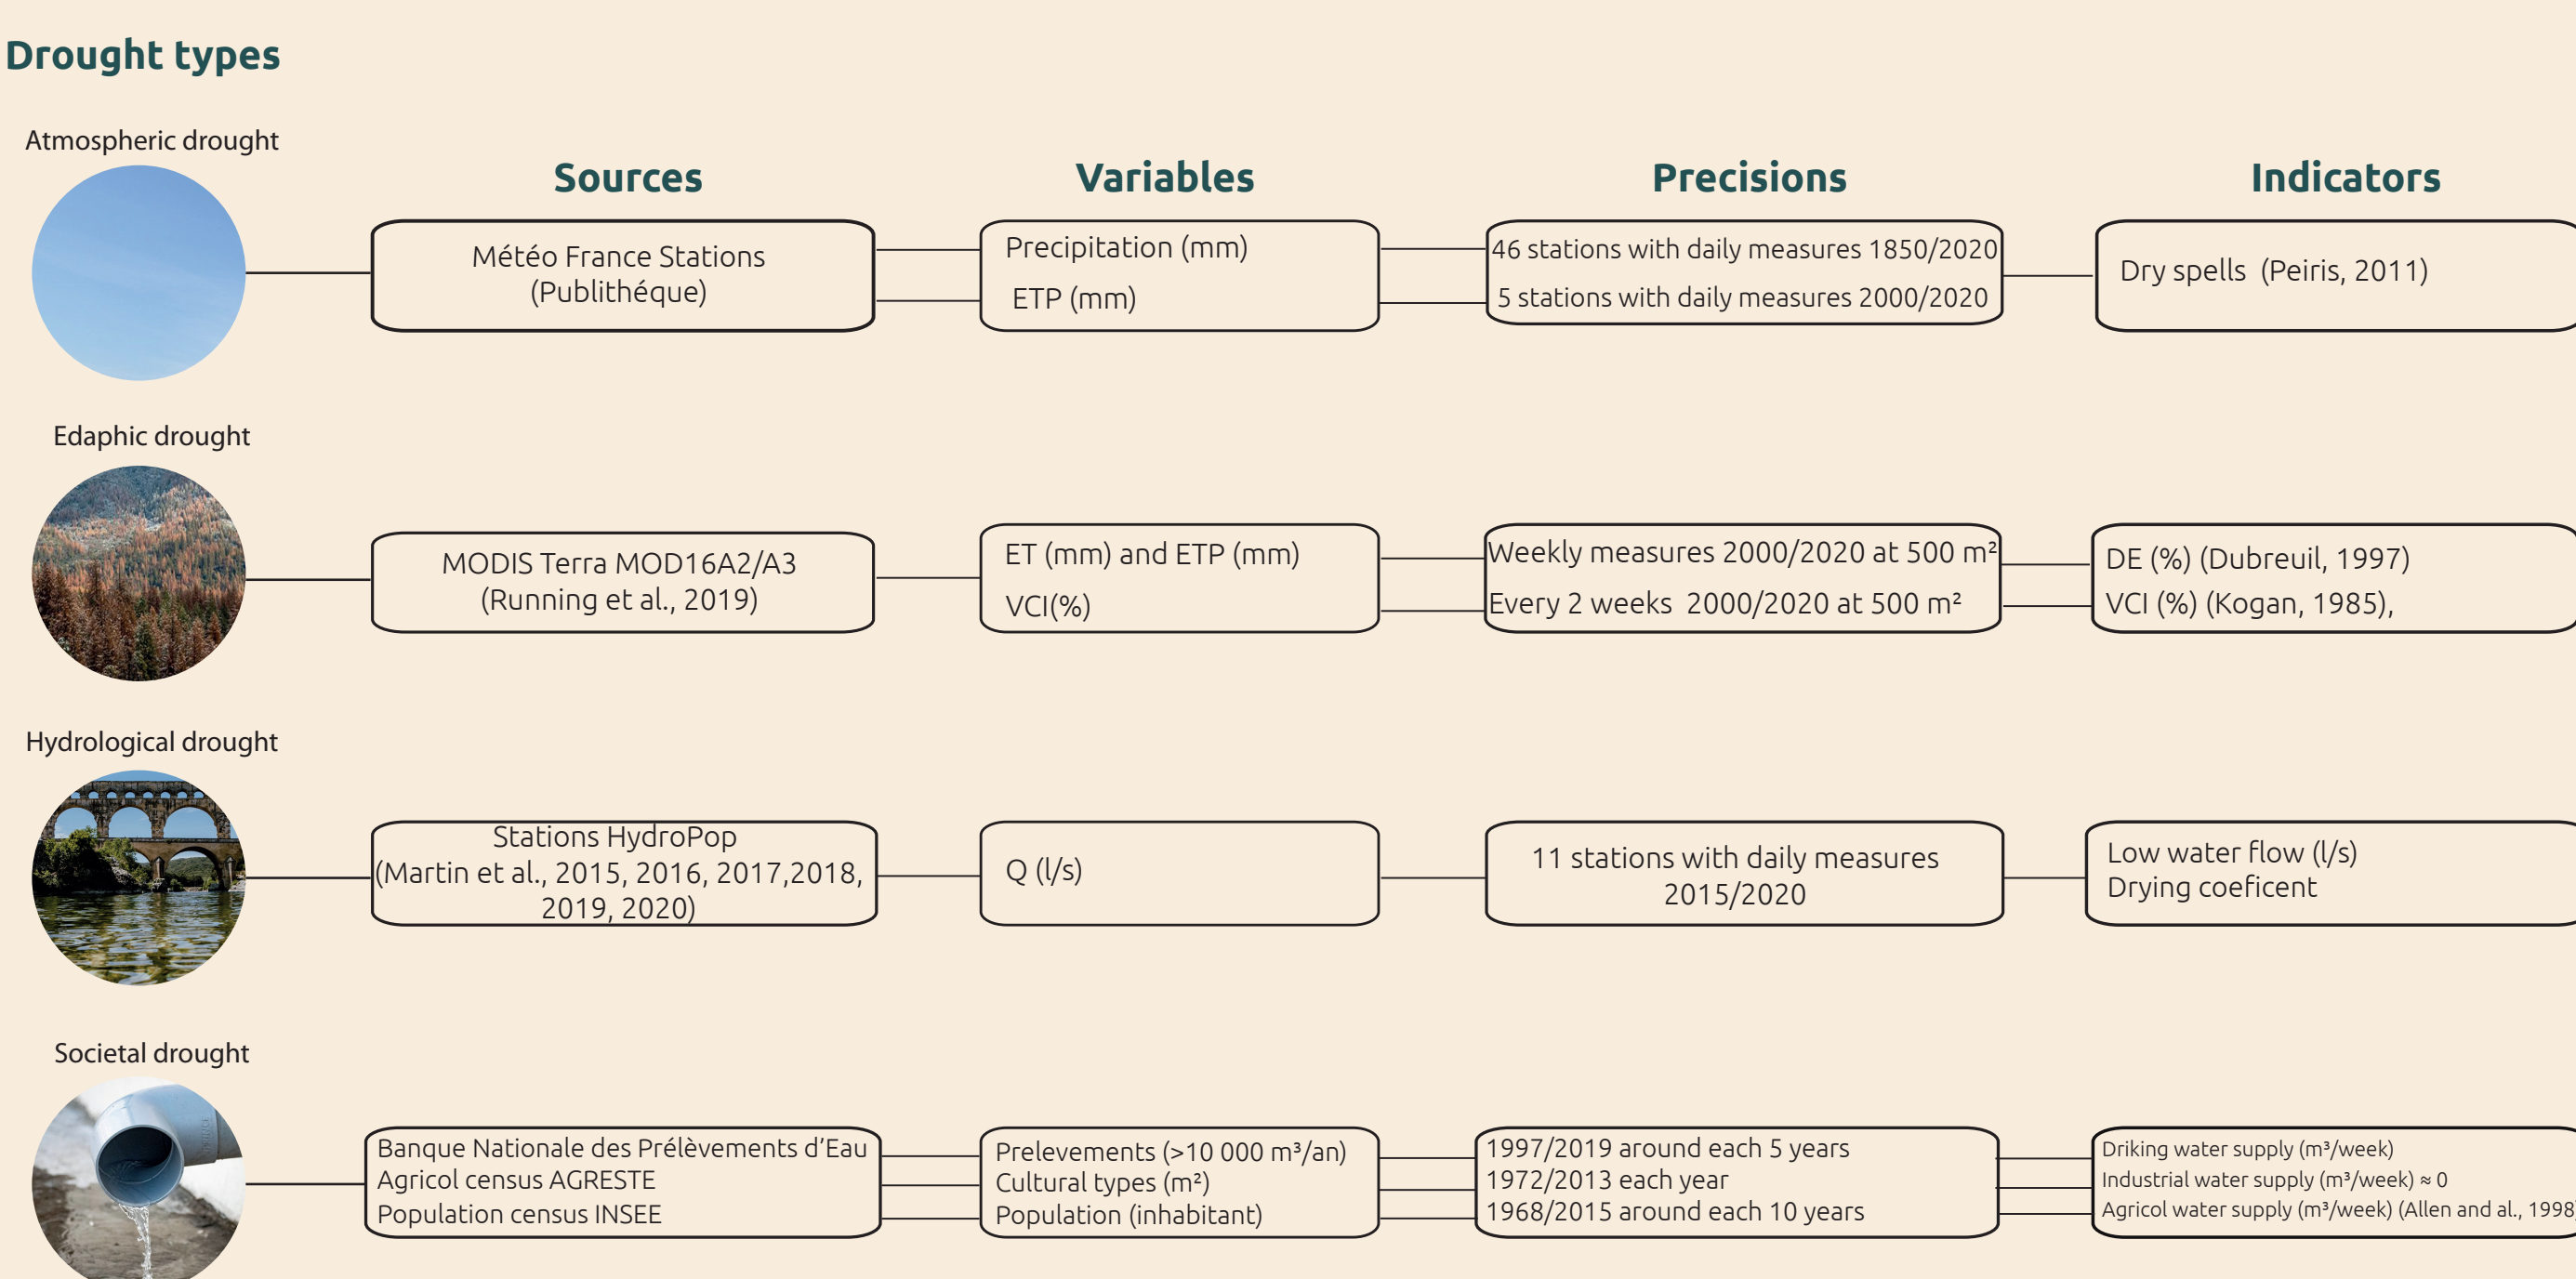 Drought types
Atmospheric drought
Sources
Variables
Precisions
Indicators
Météo France Stations
(Publithéque)
Precipitation (mm)
ETP (mm)
46 stations with daily measures 1850/2020
5 stations with daily measures 2000/2020
Dry spells (Peiris, 2011)
Edaphic drought
MODIS Terra MOD16A2/A3
(Running et al., 2019)
ET (mm) and ETP (mm)
VCI(%)
Weekly measures 2000/2020 at 500 m²
Every 2 weeks 2000/2020 at 500 m²
DE (%) (Dubreuil, 1997)
VCI (%) (Kogan, 1985),
Hydrological drought
Stations HydroPop
(Martin et al., 2015, 2016, 2017,2018,
2019, 2020)
Q (l/s)
11 stations with daily measures
2015/2020
Low water flow (l/s)
Drying coeficent
Societal drought
Banque Nationale des Prélèvements d’Eau
Agricol census AGRESTE
Population census INSEE
Prelevements (>10 000 m³/an)
Cultural types (m²)
Population (inhabitant)
1997/2019 around each 5 years
1972/2013 each year
1968/2015 around each 10 years
Driking water supply (m³/week)
Industrial water supply (m³/week) ≈ 0
Agricol water supply (m³/week) (Allen and al., 1998)